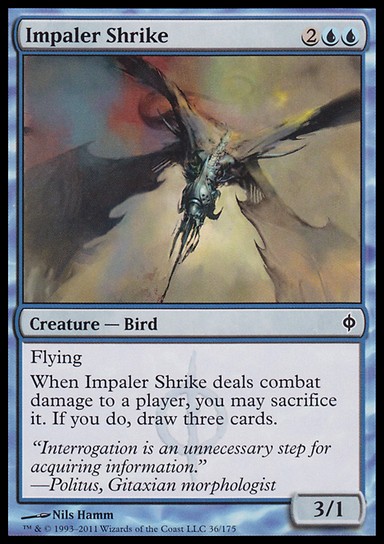 Impaler Shrike 2
Creature — Bird
Flying
When Impaler Shrike deals combat
damage to a player, you may sacrifice
it. If you do, draw three cards.
“Interrogation is an unnecessary step for
acquiring information.”
—Politus, Gitaxian morphologist
Nils Hamm
3/1
™ & © 1993–2011 Wizards of the Coast LLC 36/175